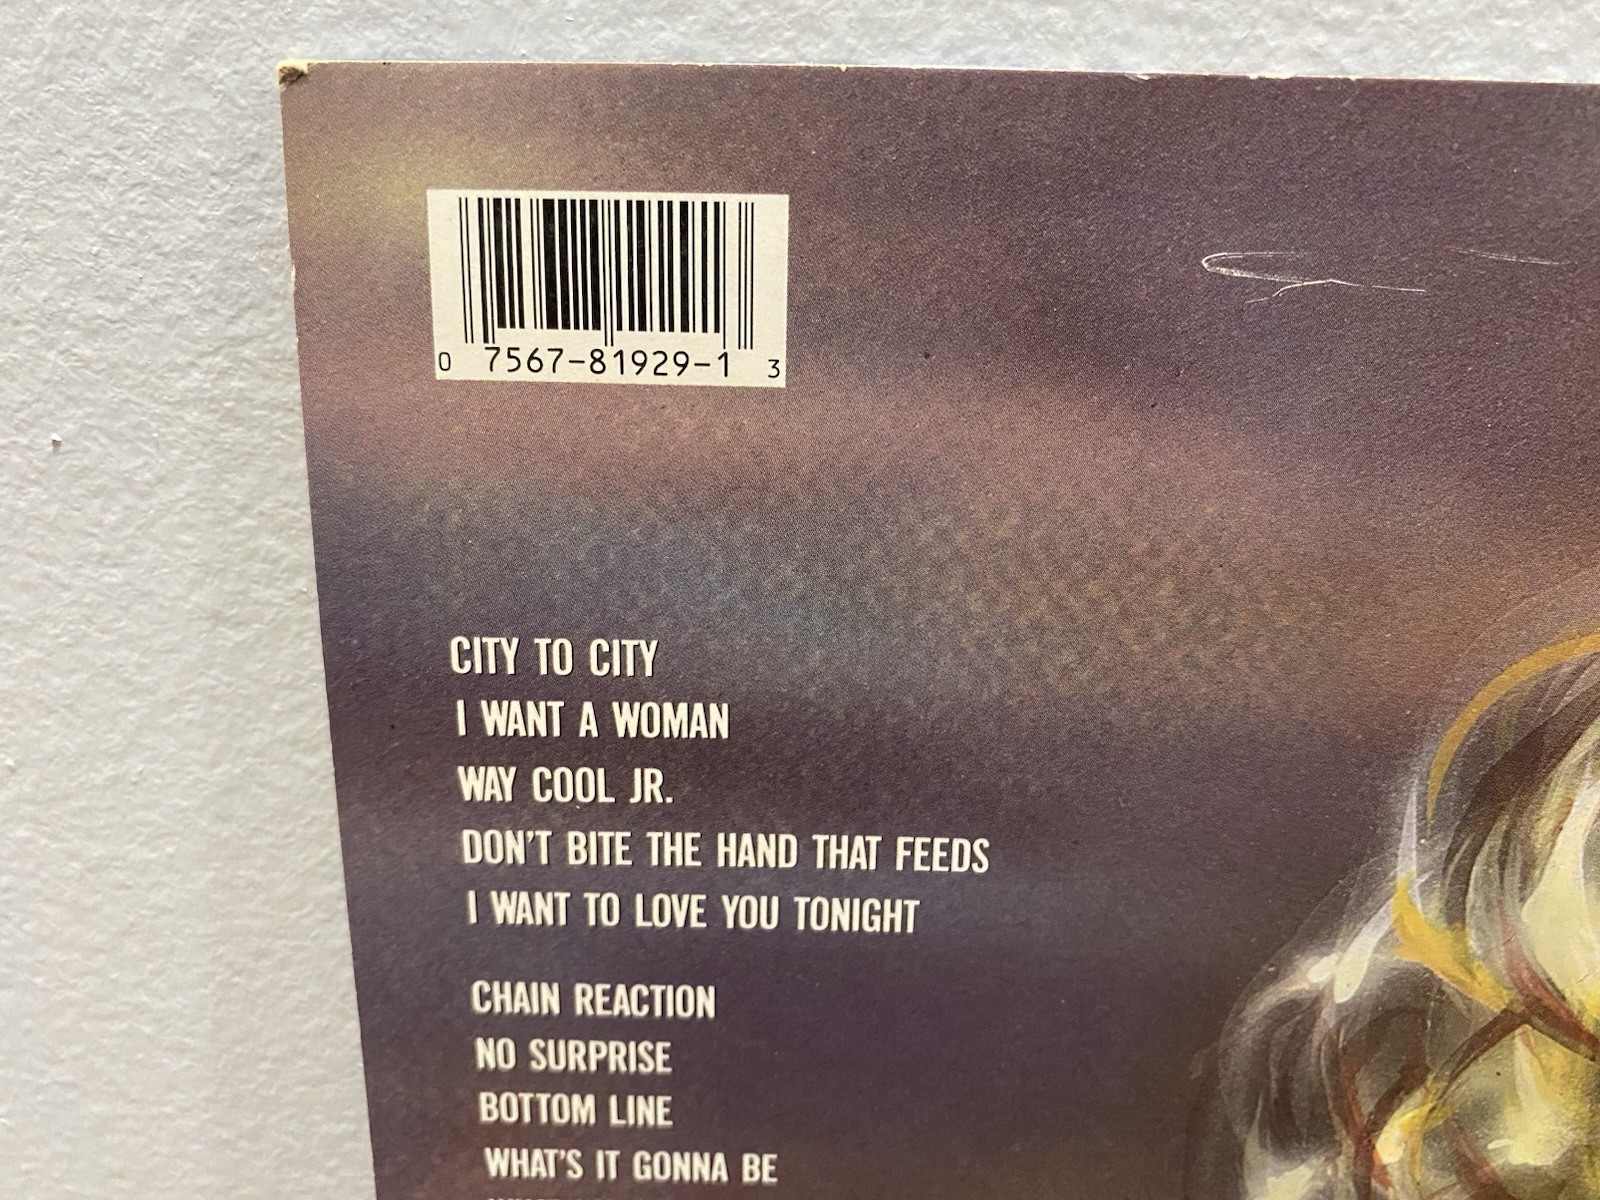 0 7567-81929-1 3
CITY TO CITY
I WANT A WOMAN
WAY COOL JR.
DON'T BITE THE HAND THAT FEEDS
I WANT TO LOVE YOU TONIGHT
CHAIN REACTION
NO SURPRISE
BOTTOM LINE
WHAT'S IT GONNA BE